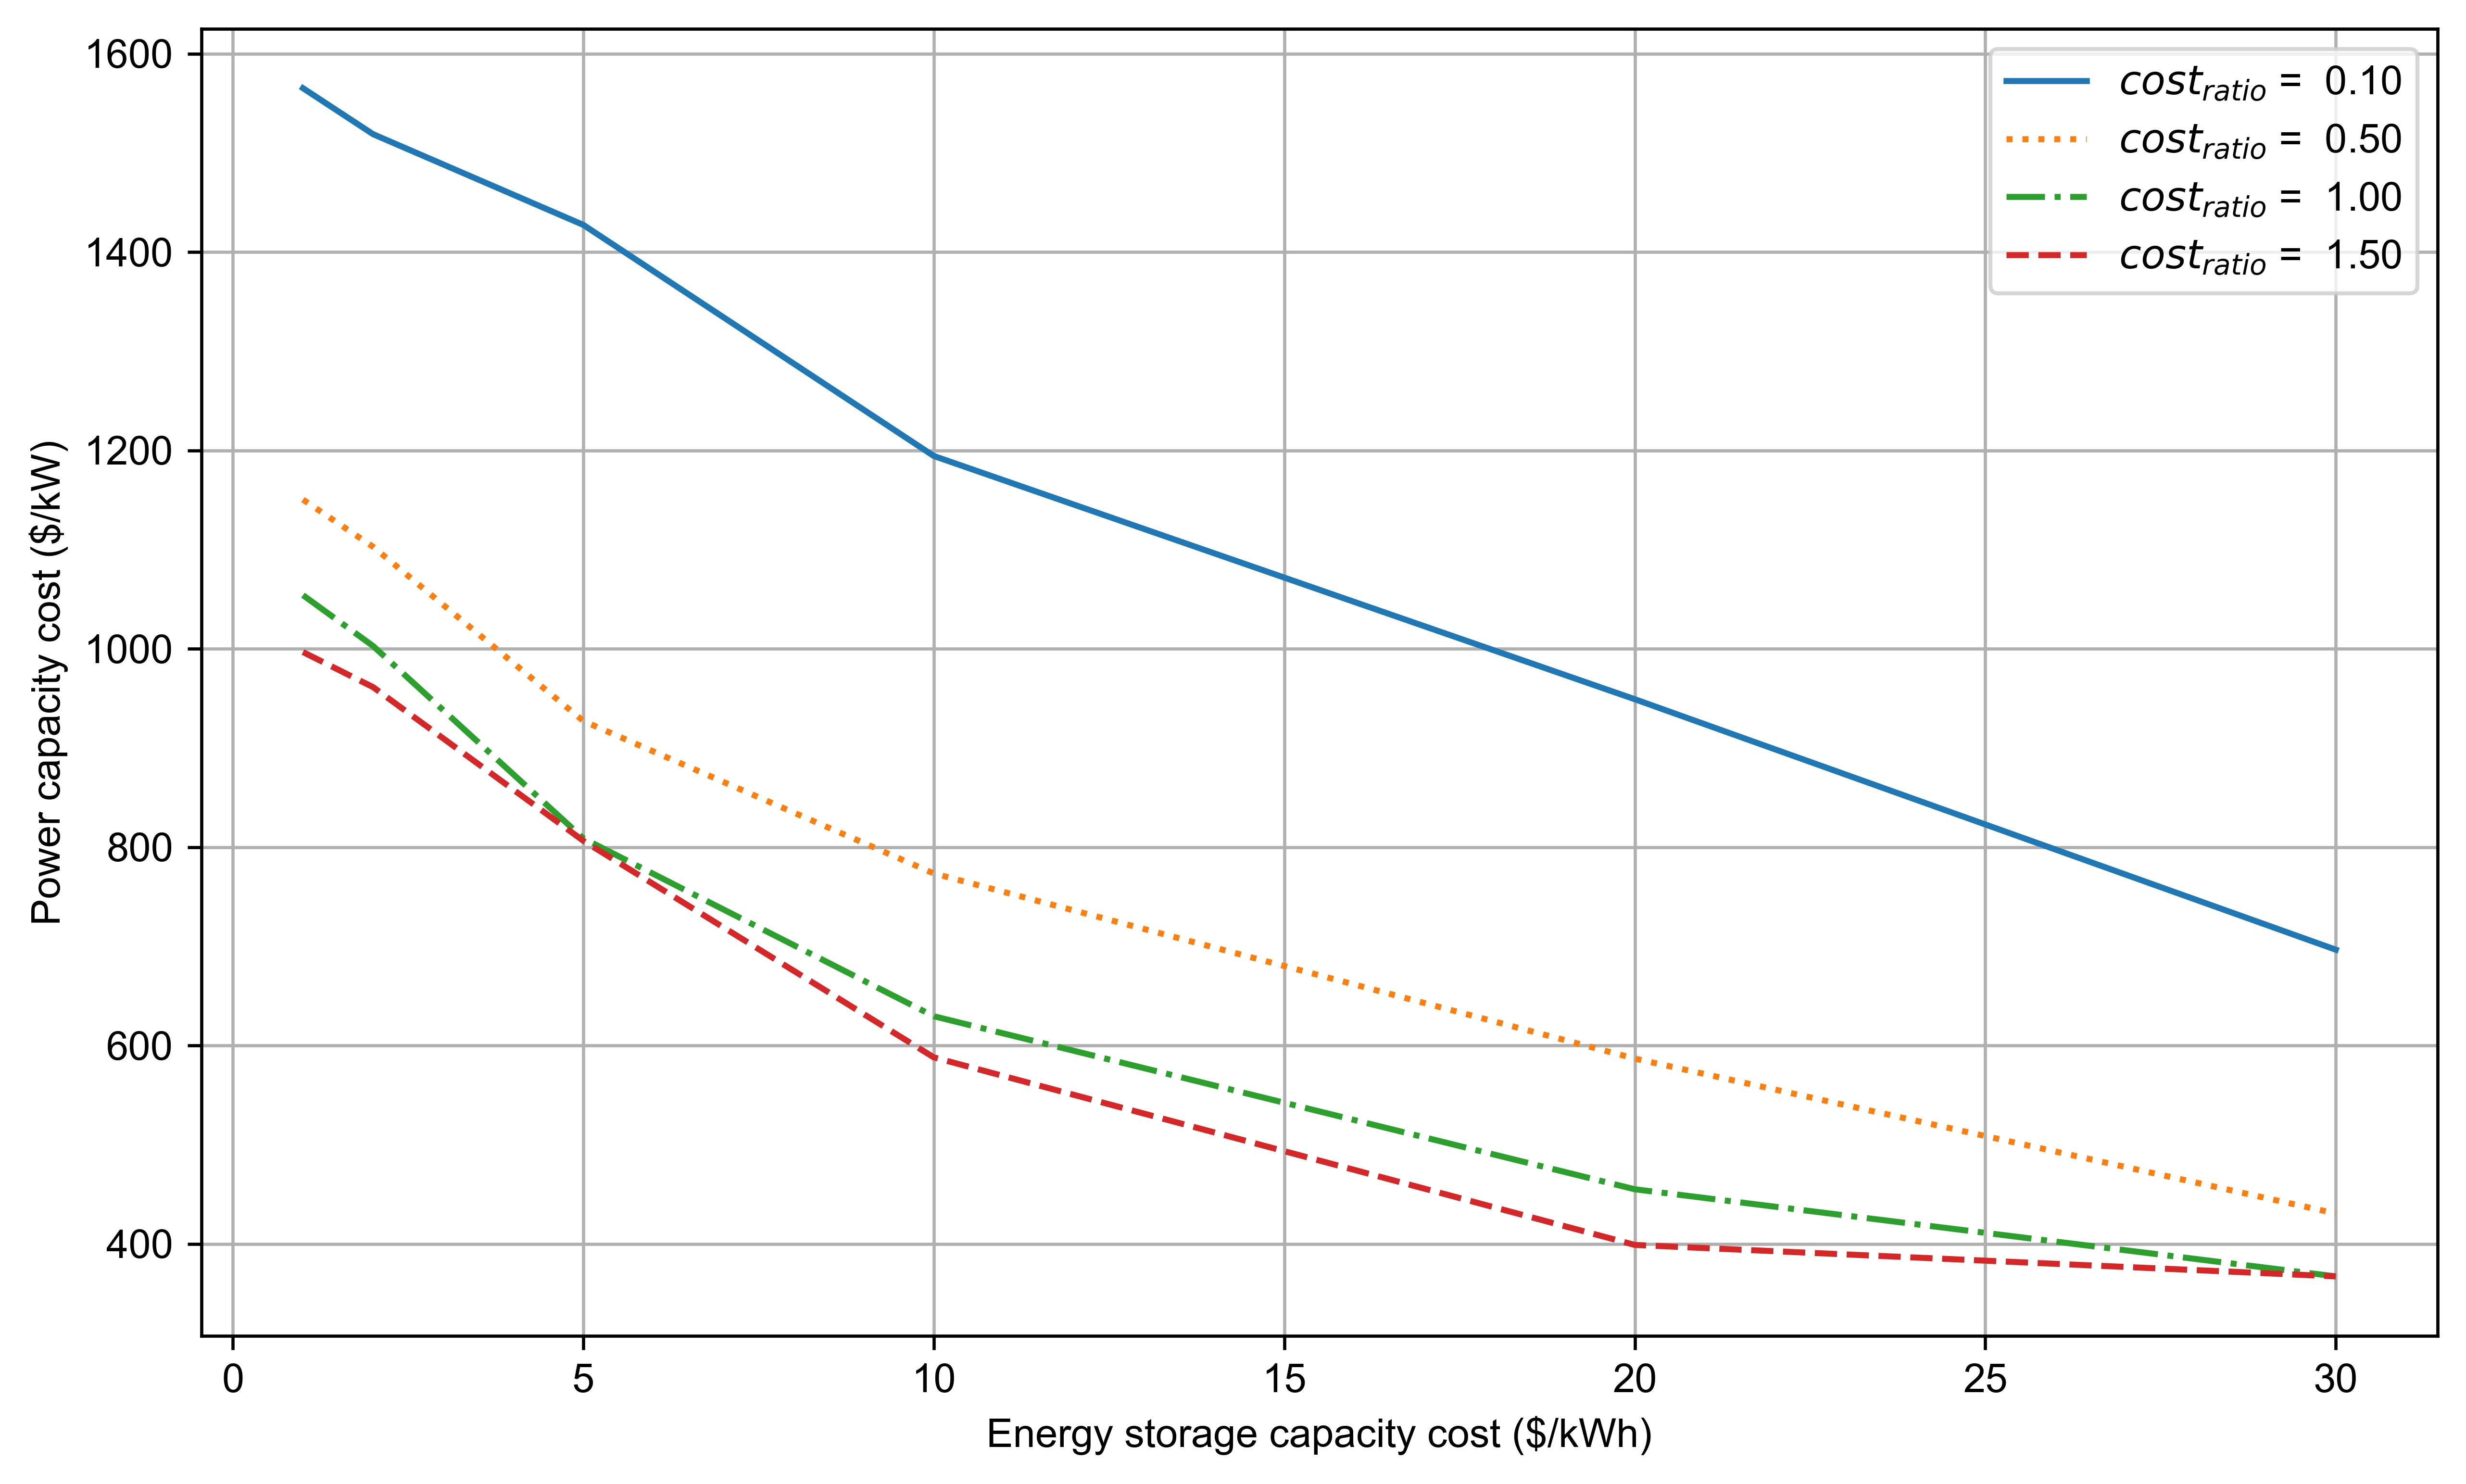 1600
1400
1200
1000
800
600
400
Power capacity cost ($/kW)
cost_ratio = 0.10
cost_ratio = 0.50
cost_ratio = 1.00
cost_ratio = 1.50
0 5 10 15 20 25 30
Energy storage capacity cost ($/kWh)